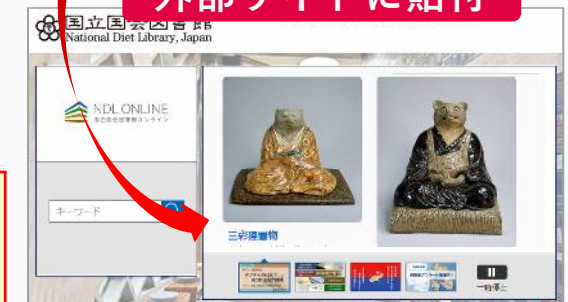 外部サイトに貼付
国立国会図書館
National Diet Library, Japan
NDL ONLINE
国立国会図書館オンライン
キーワード
三彩狸置物
一時停止